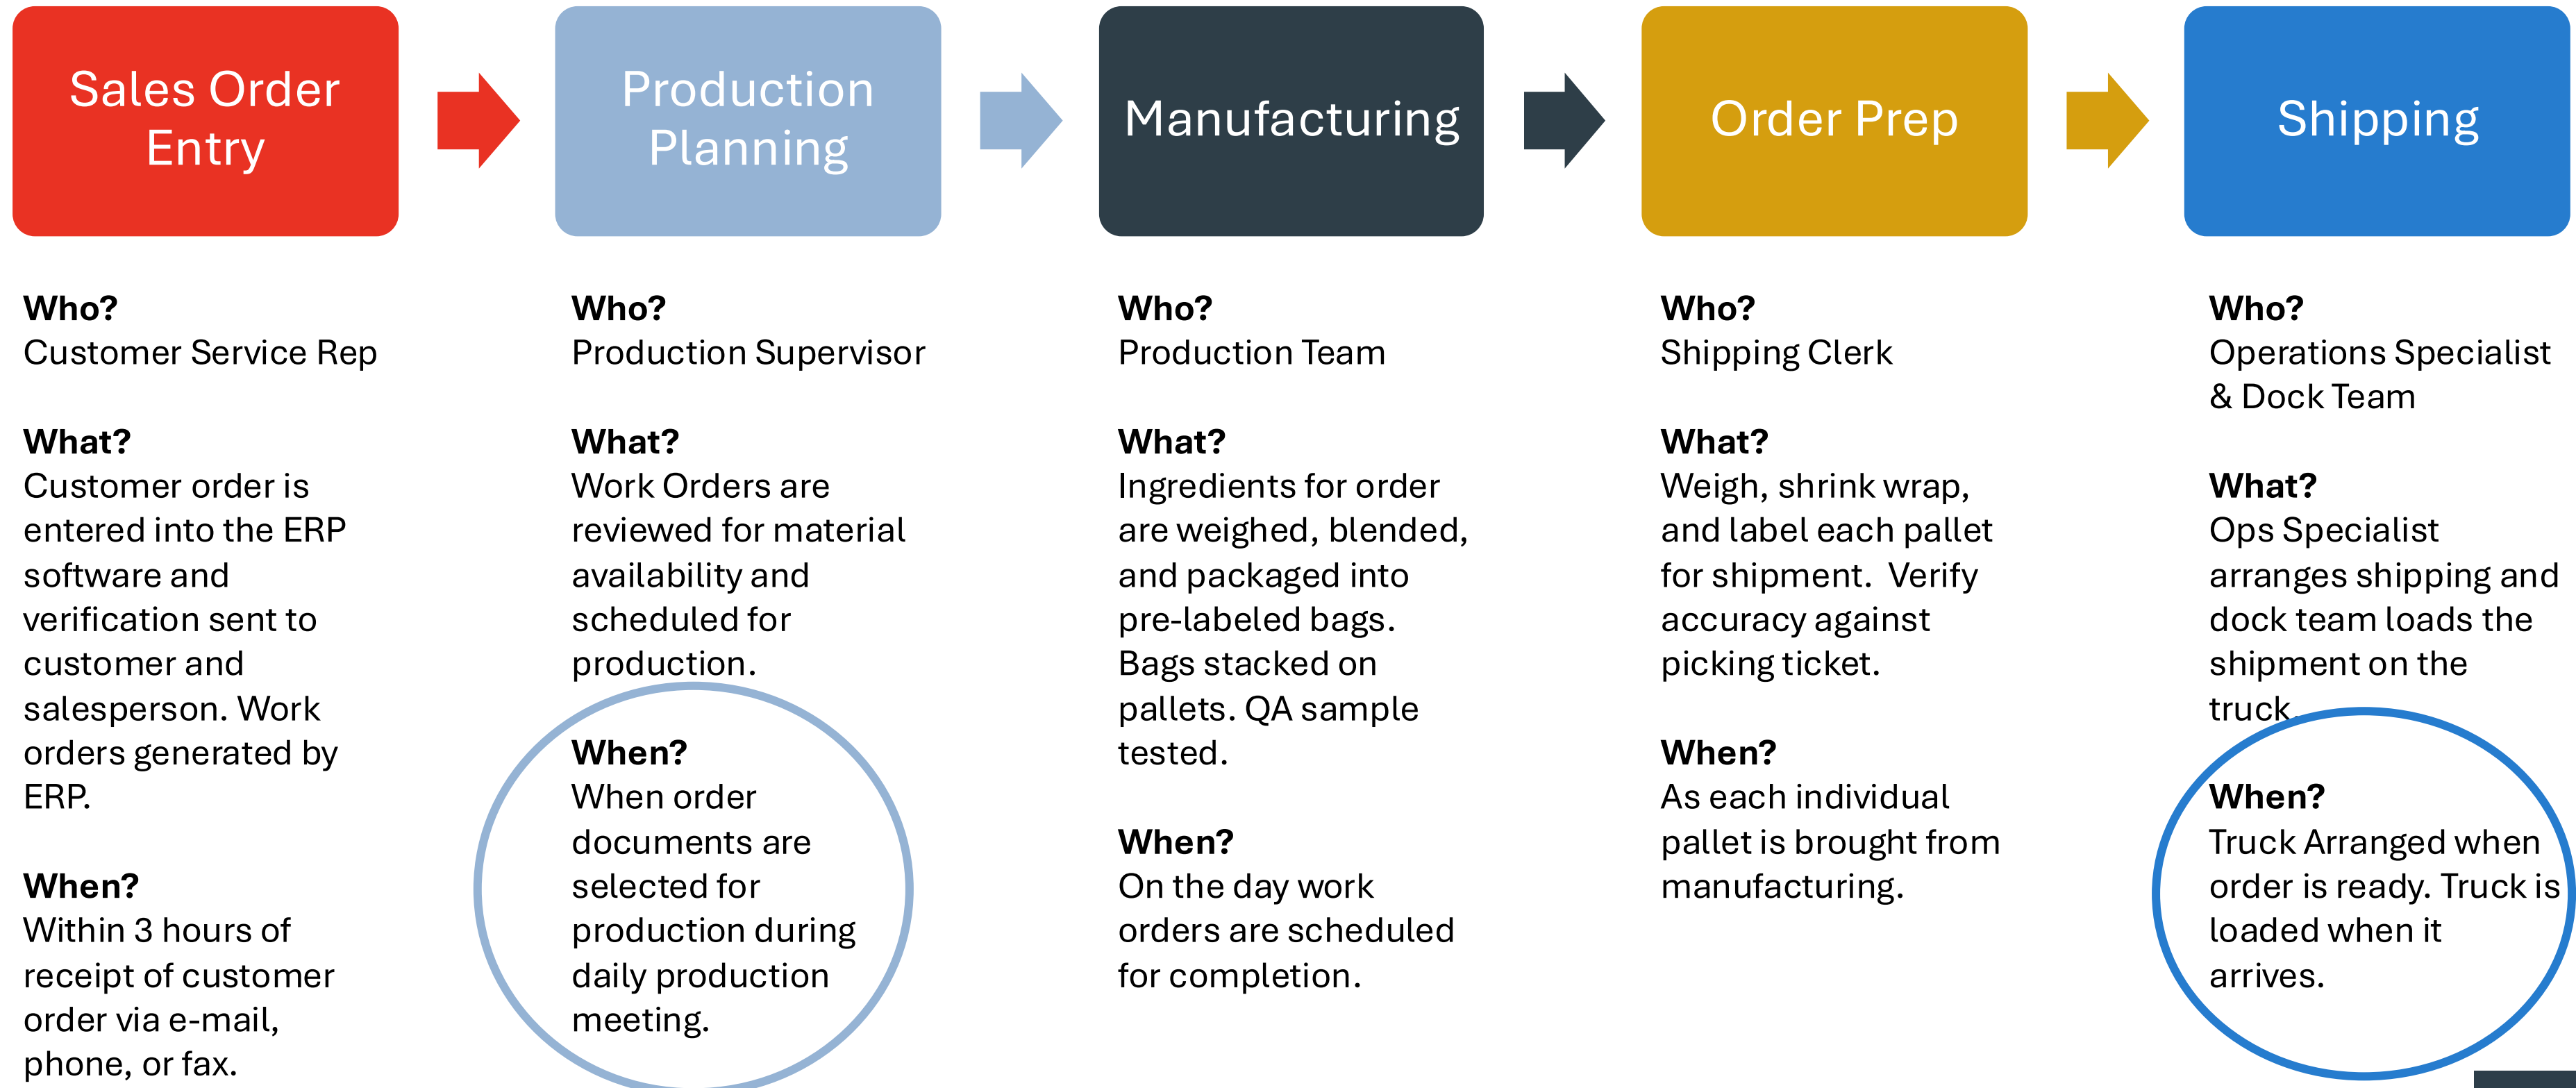 Sales Order
Entry
Production
Planning
Manufacturing
Order Prep
Shipping
Who?
Customer Service Rep
What?
Customer order is
entered into the ERP
software and
verification sent to
customer and
salesperson. Work
orders generated by
ERP.
When?
Within 3 hours of
receipt of customer
order via e-mail,
phone, or fax.
Who?
Production Supervisor
What?
Work Orders are
reviewed for material
availability and
scheduled for
production.
When?
When order
documents are
selected for
production during
daily production
meeting.
Who?
Production Team
What?
Ingredients for order
are weighed, blended,
and packaged into
pre-labeled bags.
Bags stacked on
pallets. QA sample
tested.
When?
On the day work
orders are scheduled
for completion.
Who?
Shipping Clerk
What?
Weigh, shrink wrap,
and label each pallet
for shipment.  Verify
accuracy against
picking ticket.
When?
As each individual
pallet is brought from
manufacturing.
Who?
Operations Specialist
& Dock Team
What?
Ops Specialist
arranges shipping and
dock team loads the
shipment on the
truck.
When?
Truck Arranged when
order is ready. Truck is
loaded when it
arrives.